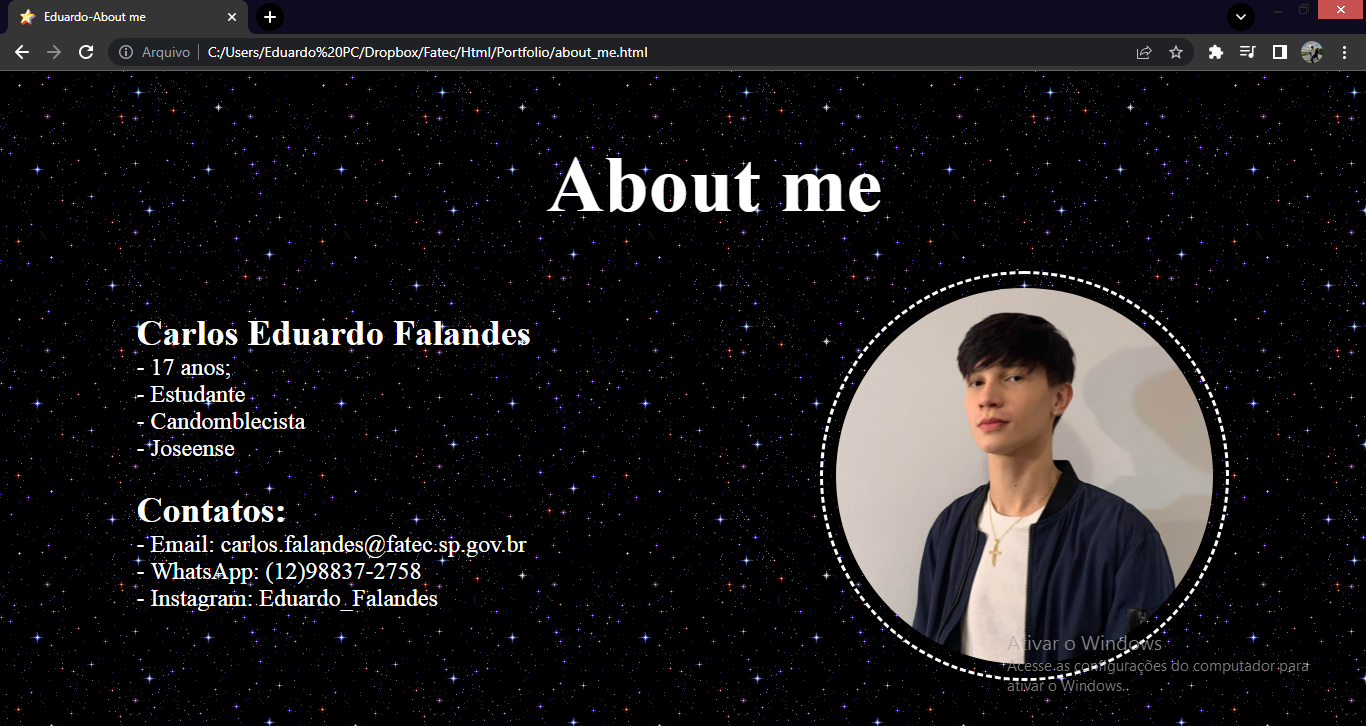 Eduardo-About me
Arquivo C:/Users/Eduardo%20PC/Dropbox/Fatec/Html/Portfolio/about_me.html
About me
Carlos Eduardo Falandes
- 17 anos;
- Estudante
- Candomblecista
- Joseense
Contatos:
- Email: carlos.falandes@fatec.sp.gov.br
- WhatsApp: (12)98837-2758
- Instagram: Eduardo_Falandes
Ativar o Windows
Acesse as configurações do computador para
ativar o Windows.